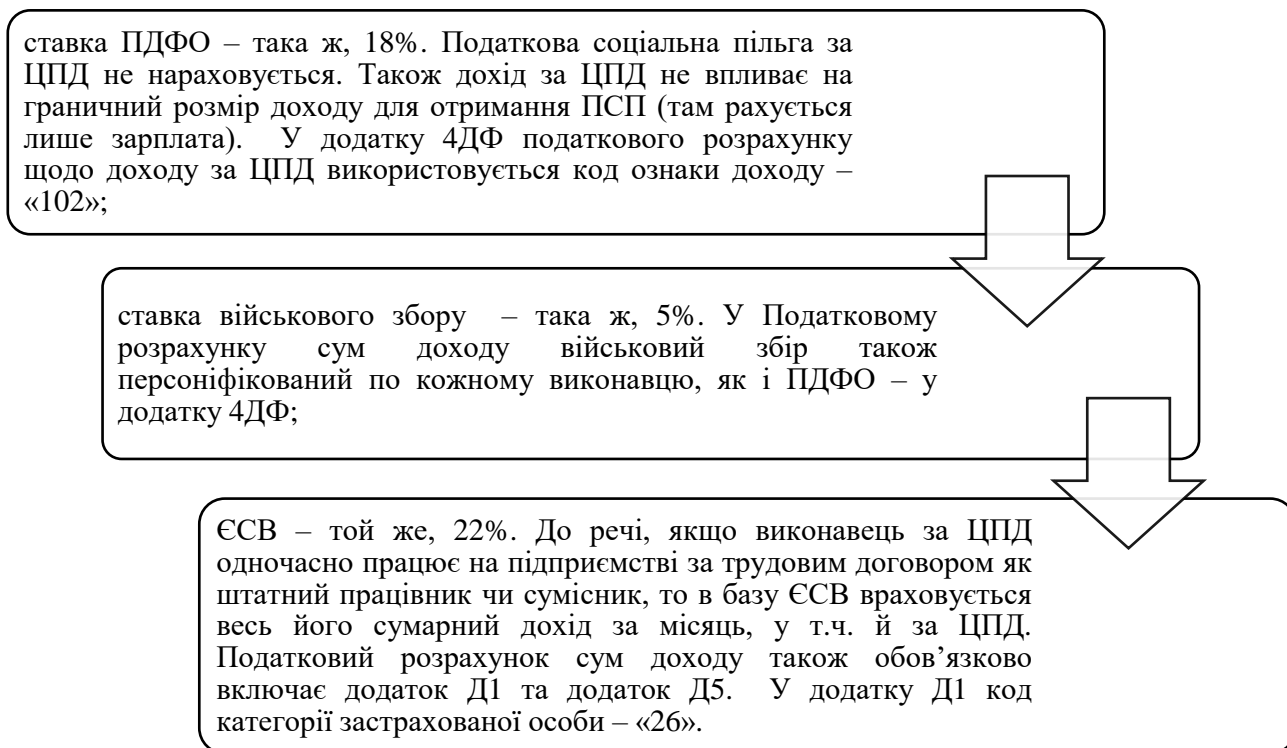 ставка ПДФО – така ж, 18%. Податкова соціальна пільга за
ЦПД не нараховується. Також дохід за ЦПД не впливає на
граничний розмір доходу для отримання ПСП (там рахується
лише зарплата). У додатку 4ДФ податкового розрахунку
щодо доходу за ЦПД використовується код ознаки доходу –
«102»;
ставка військового збору – така ж, 5%. У Податковому
розрахунку сум доходу військовий збір також
персоніфікований по кожному виконавцю, як і ПДФО – у
додатку 4ДФ;
ЄСВ – той же, 22%. До речі, якщо виконавець за ЦПД
одночасно працює на підприємстві за трудовим договором як
штатний працівник чи сумісник, то в базу ЄСВ враховується
весь його сумарний дохід за місяць, у т.ч. й за ЦПД.
Податковий розрахунок сум доходу також обов’язково
включає додаток Д1 та додаток Д5. У додатку Д1 код
категорії застрахованої особи – «26».